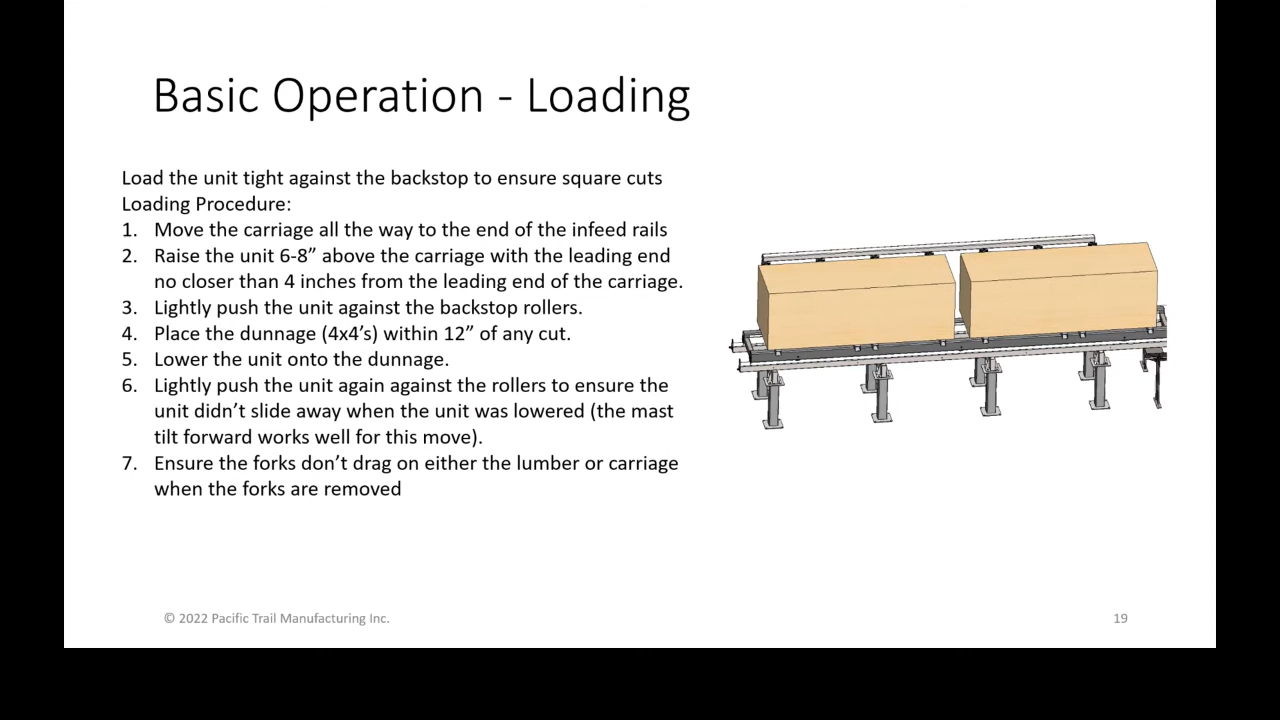 Basic Operation - Loading
Load the unit tight against the backstop to ensure square cuts
Loading Procedure:
1. Move the carriage all the way to the end of the infeed rails
2. Raise the unit 6-8” above the carriage with the leading end
no closer than 4 inches from the leading end of the carriage.
3. Lightly push the unit against the backstop rollers.
4. Place the dunnage (4x4’s) within 12” of any cut.
5. Lower the unit onto the dunnage.
6. Lightly push the unit again against the rollers to ensure the
unit didn’t slide away when the unit was lowered (the mast
tilt forward works well for this move).
7. Ensure the forks don’t drag on either the lumber or carriage
when the forks are removed
© 2022 Pacific Trail Manufacturing Inc.
19